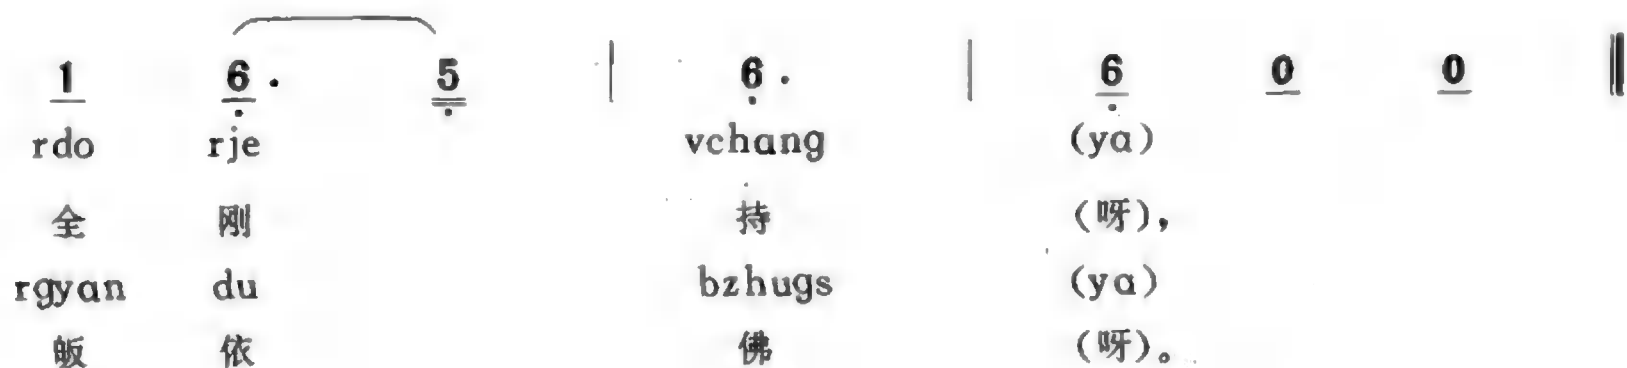 1 6· 5 | 6· | 6 0 0 ‖
rdo rje vchang (ya)
全 刚 持 (呀),
rgyan du bzhugs (ya)
皈 依 佛 (呀)。